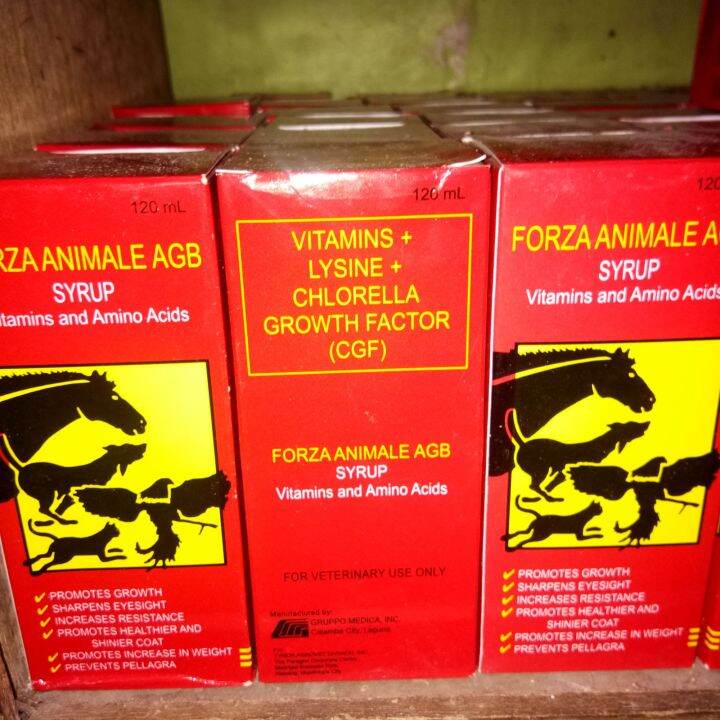 120 mL
RZA ANIMALE AGB
SYRUP
itamins and Amino Acids
PROMOTES GROWTH
SHARPENS EYESIGHT
INCREASES RESISTANCE
PROMOTES HEALTHIER AND
SHINIER COAT
PROMOTES INCREASE IN WEIGHT
PREVENTS PELLAGRA
120 mL
VITAMINS +
LYSINE +
CHLORELLA
GROWTH FACTOR
(CGF)
FORZA ANIMALE AGB
SYRUP
Vitamins and Amino Acids
FOR VETERINARY USE ONLY
Manufactured by:
GRUPPO MEDICA, INC.
Calamba City, Laguna
For:
120
FORZA ANIMALE AG
SYRUP
Vitamins and Amino Acids
PROMOTES GROWTH
SHARPENS EYESIGHT
INCREASES RESISTANCE
PROMOTES HEALTHIER AND
SHINIER COAT
PROMOTES INCREASE IN WEIGHT
PREVENTS PELLAGRA